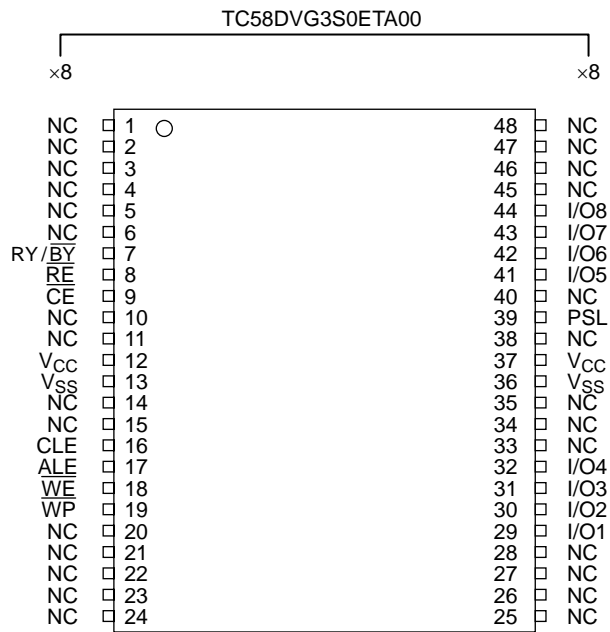 TC58DVG3S0ETA00
×8 ×8
NC 1 48 NC
NC 2 47 NC
NC 3 46 NC
NC 4 45 NC
NC 5 44 I/O8
NC 6 43 I/O7
RY/B̅Y̅ 7 42 I/O6
R̅E̅ 8 41 I/O5
C̅E̅ 9 40 NC
NC 10 39 PSL
NC 11 38 NC
VCC 12 37 VCC
VSS 13 36 VSS
NC 14 35 NC
NC 15 34 NC
CLE 16 33 NC
ALE 17 32 I/O4
W̅E̅ 18 31 I/O3
W̅P̅ 19 30 I/O2
NC 20 29 I/O1
NC 21 28 NC
NC 22 27 NC
NC 23 26 NC
NC 24 25 NC